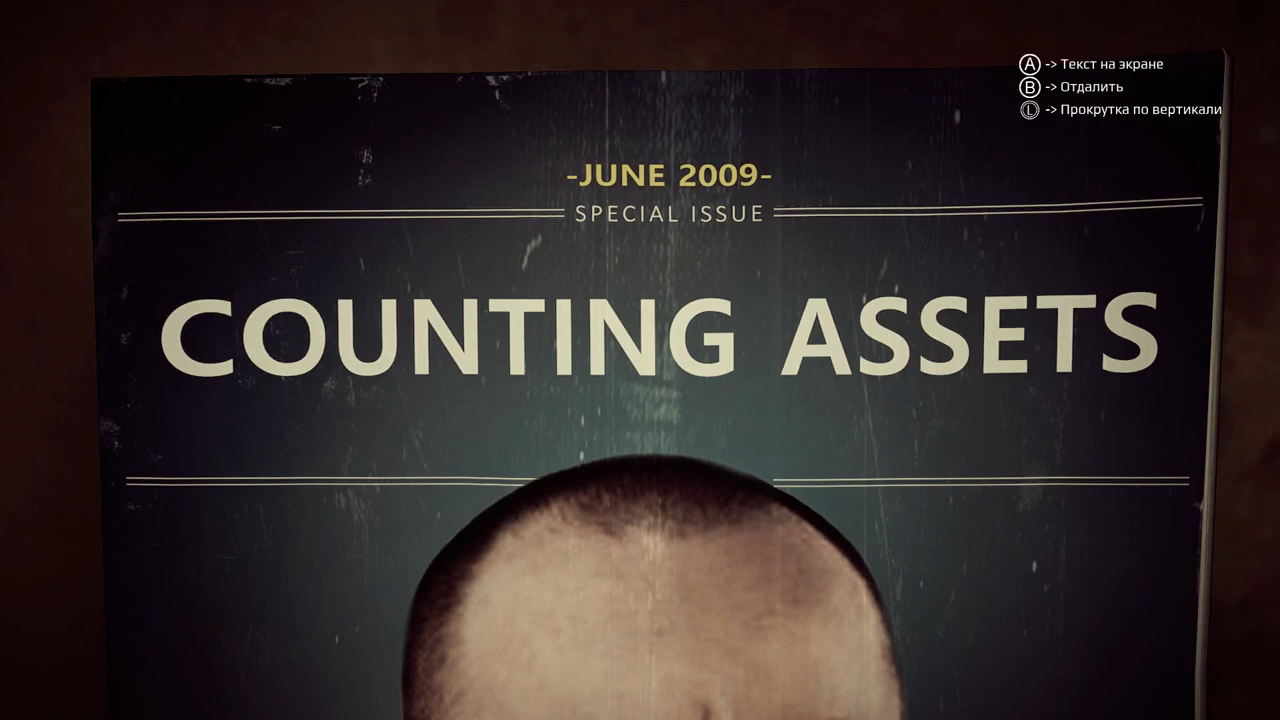 Ⓐ -> Текст на экране
Ⓑ -> Отдалить
Ⓛ -> Прокрутка по вертикали
-JUNE 2009-
SPECIAL ISSUE
COUNTING ASSETS